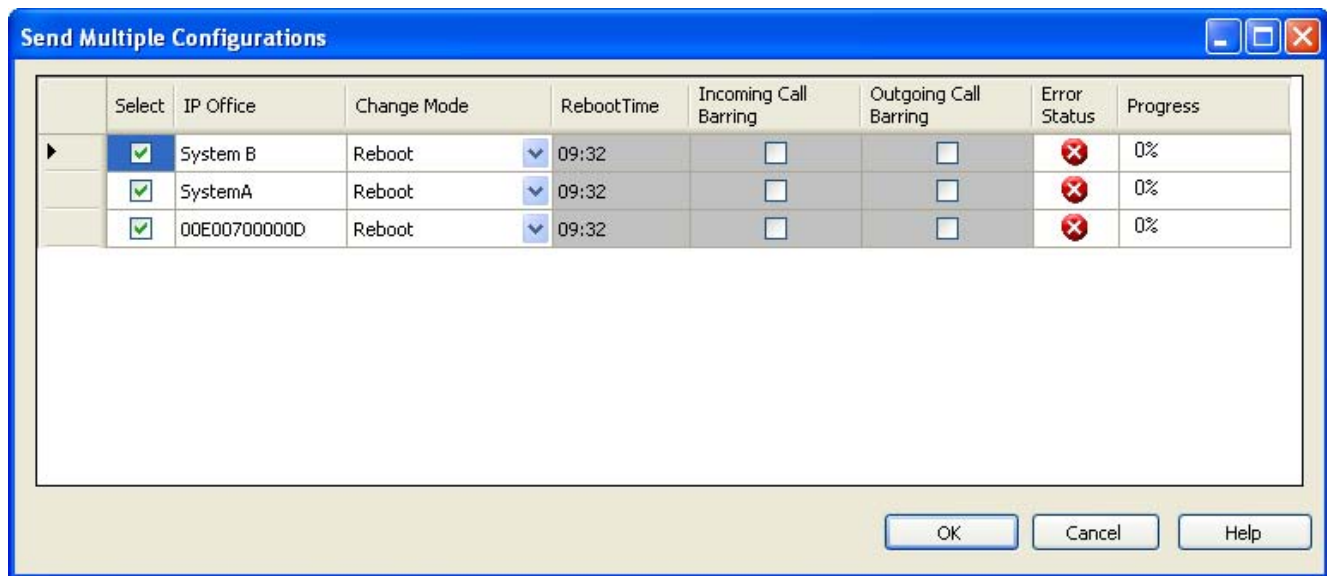 Send Multiple Configurations
Select IP Office Change Mode RebootTime Incoming Call Barring Outgoing Call Barring Error Status Progress
System B Reboot 09:32 0%
SystemA Reboot 09:32 0%
00E00700000D Reboot 09:32 0%
OK Cancel Help